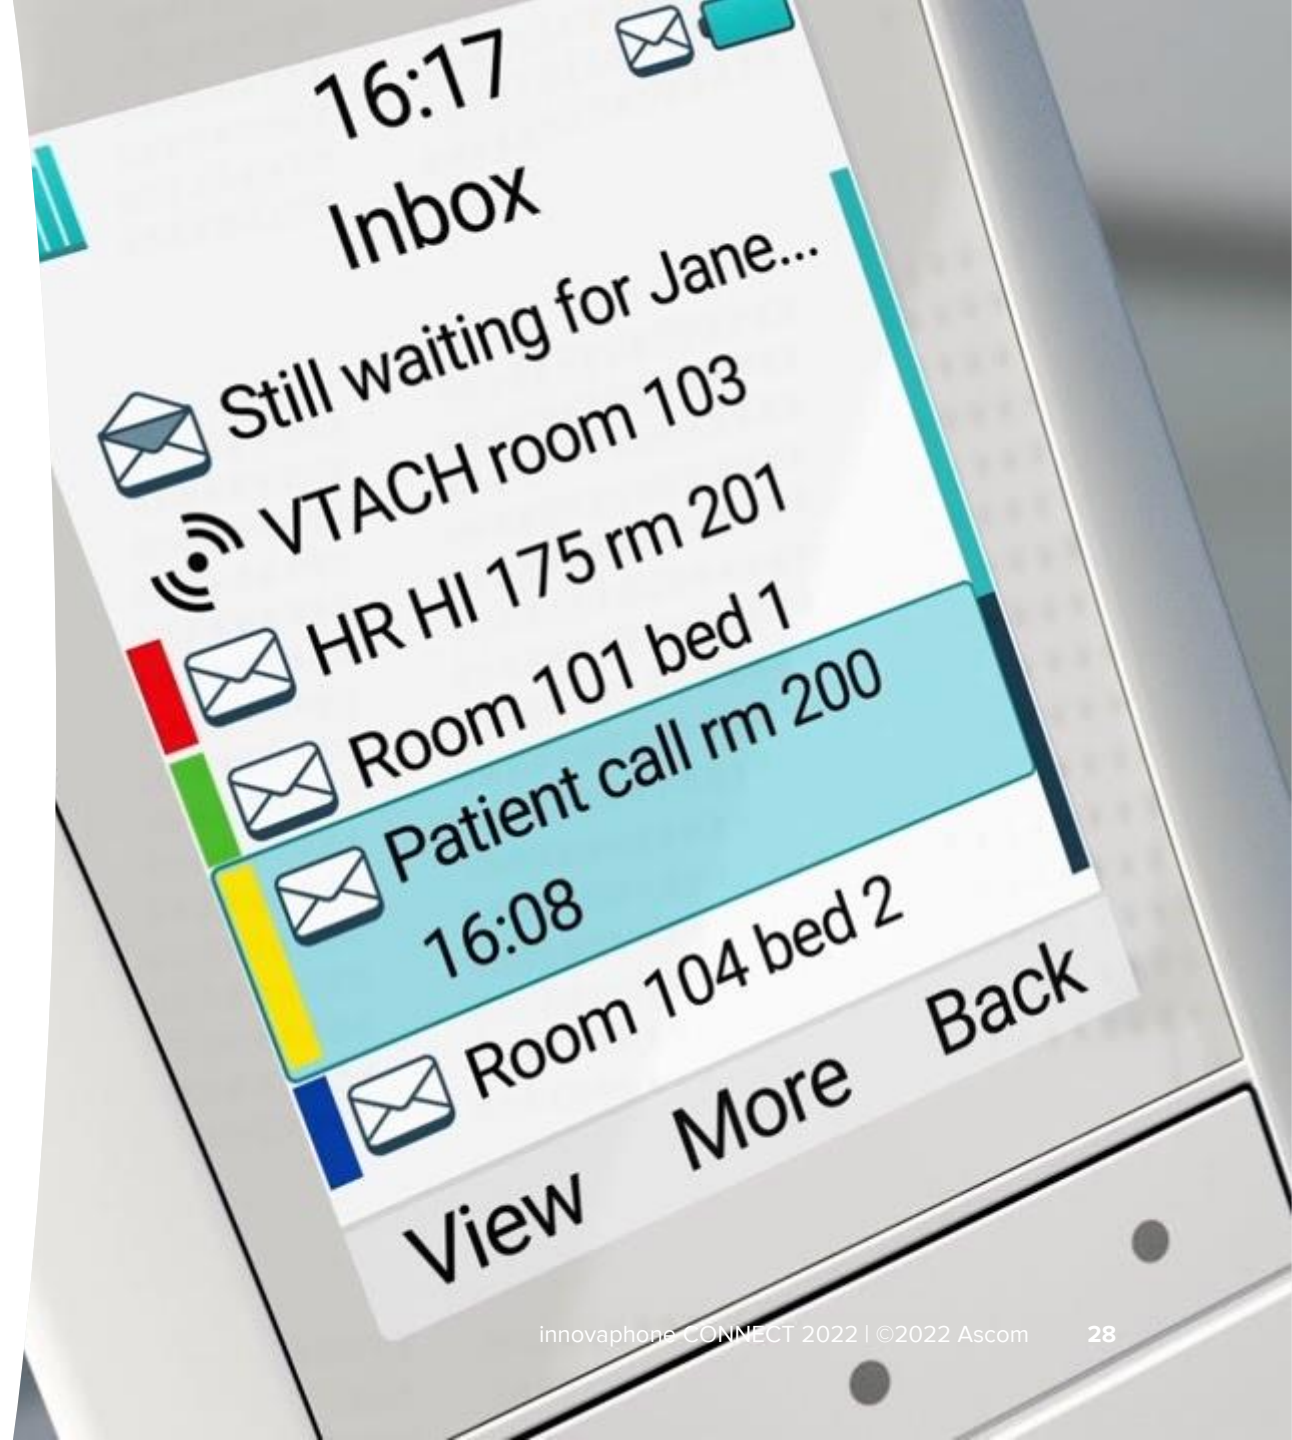 16:17
Inbox
Still waiting for Jane...
VTACH room 103
HR HI 175 rm 201
Room 101 bed 1
Patient call rm 200
16:08
Room 104 bed 2
View More Back
innovaphone CONNECT 2022 | ©2022 Ascom 28